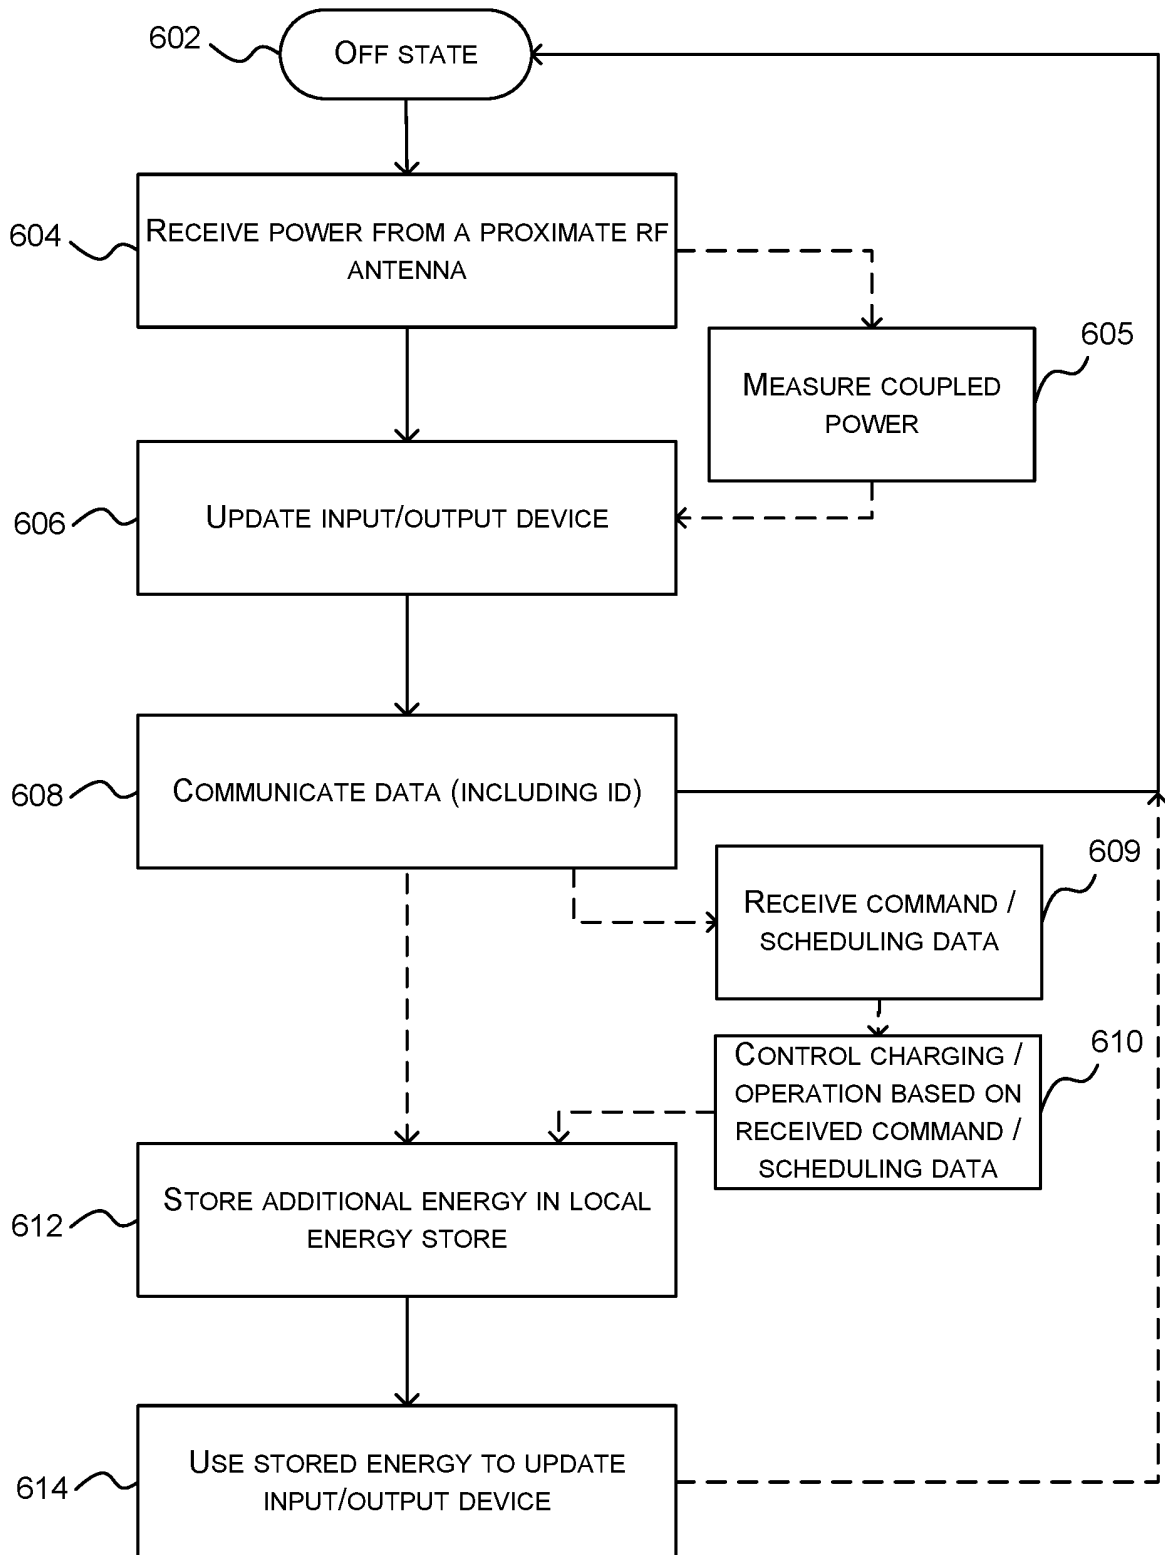 602
OFF STATE
604
RECEIVE POWER FROM A PROXIMATE RF
ANTENNA
605
MEASURE COUPLED
POWER
606
UPDATE INPUT/OUTPUT DEVICE
608
COMMUNICATE DATA (INCLUDING ID)
609
RECEIVE COMMAND /
SCHEDULING DATA
610
CONTROL CHARGING /
OPERATION BASED ON
RECEIVED COMMAND /
SCHEDULING DATA
612
STORE ADDITIONAL ENERGY IN LOCAL
ENERGY STORE
614
USE STORED ENERGY TO UPDATE
INPUT/OUTPUT DEVICE